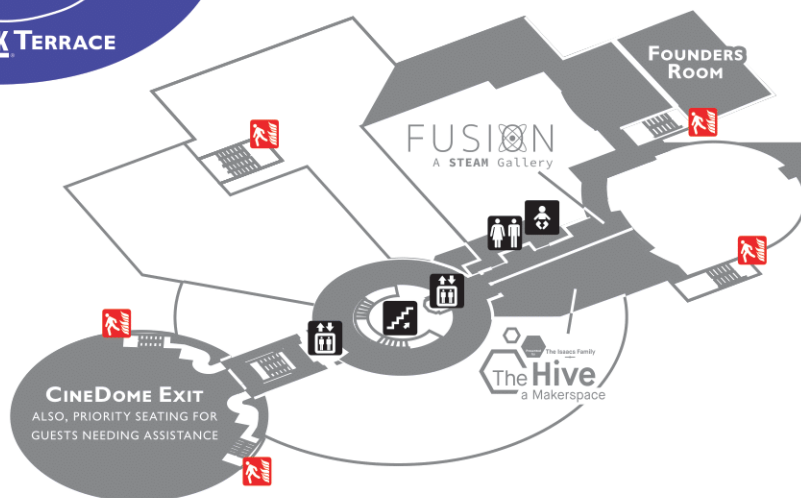 TERRACE
FOUNDERS
ROOM
FUSION
A STEAM Gallery
The Isaacs Family
The Hive
a Makerspace
CINEDOME EXIT
ALSO, PRIORITY SEATING FOR
GUESTS NEEDING ASSISTANCE